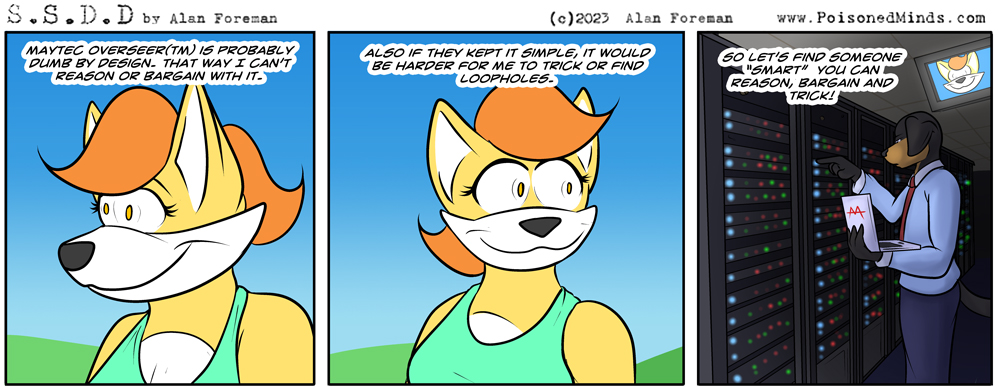 S.S.D.D by Alan Foreman (c)2023 Alan Foreman www.PoisonedMinds.com
MAYTEC OVERSEER(TM) IS PROBABLY
DUMB BY DESIGN. THAT WAY I CAN'T
REASON OR BARGAIN WITH IT.
ALSO IF THEY KEPT IT SIMPLE, IT WOULD
BE HARDER FOR ME TO TRICK OR FIND
LOOPHOLES.
SO LET'S FIND SOMEONE
"SMART" YOU CAN
REASON, BARGAIN AND
TRICK!